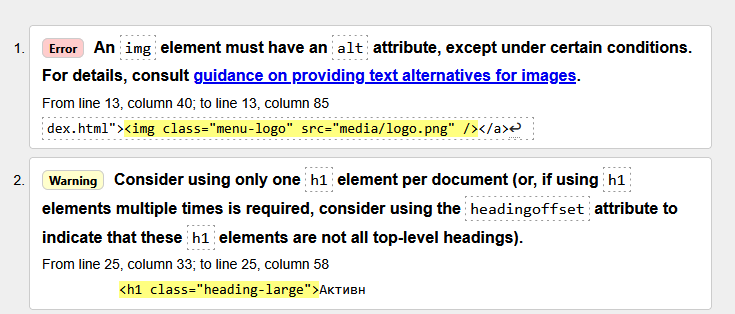 1. Error An img element must have an alt attribute, except under certain conditions.
For details, consult guidance on providing text alternatives for images.
From line 13, column 40; to line 13, column 85
dex.html"><img class="menu-logo" src="media/logo.png" /></a>↩
2. Warning Consider using only one h1 element per document (or, if using h1
elements multiple times is required, consider using the headingoffset attribute to
indicate that these h1 elements are not all top-level headings).
From line 25, column 33; to line 25, column 58
<h1 class="heading-large">Активн